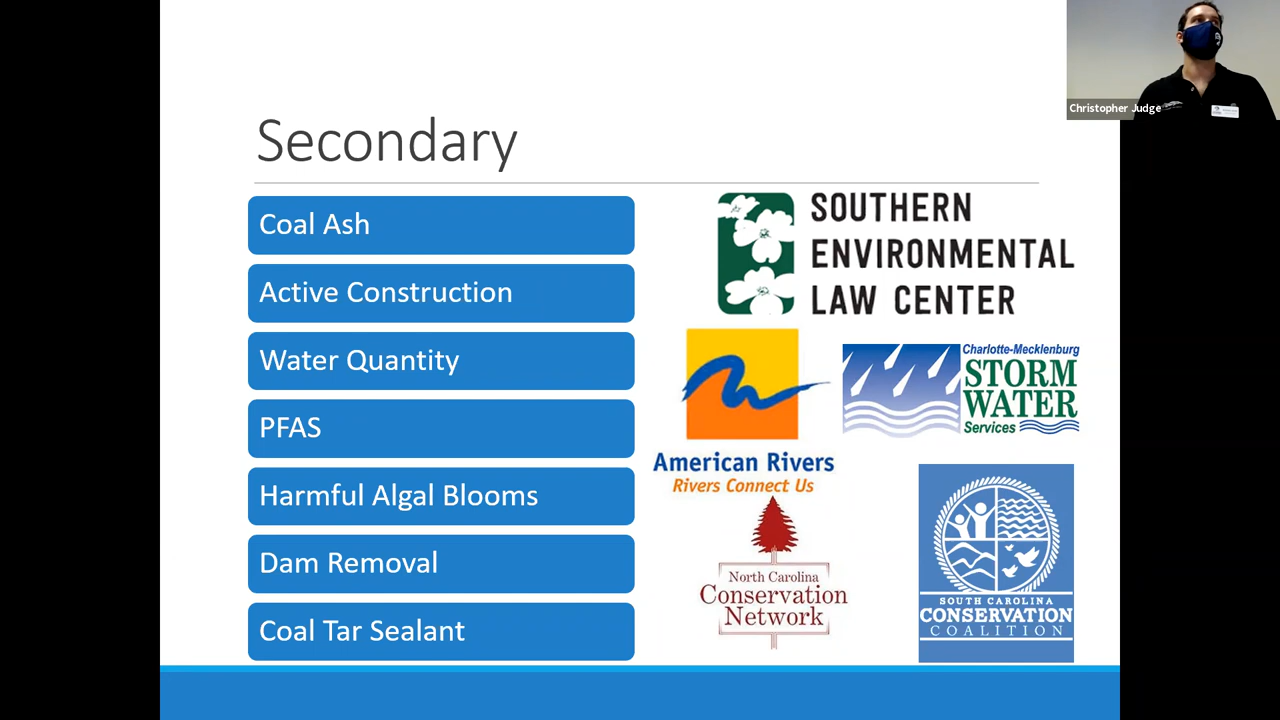 Christopher Judge
Secondary
Coal Ash
Active Construction
Water Quantity
PFAS
Harmful Algal Blooms
Dam Removal
Coal Tar Sealant
SOUTHERN
ENVIRONMENTAL
LAW CENTER
American Rivers
Rivers Connect Us
Charlotte-Mecklenburg
STORM
WATER
Services
North Carolina
Conservation
Network
SOUTH CAROLINA
CONSERVATION
COALITION